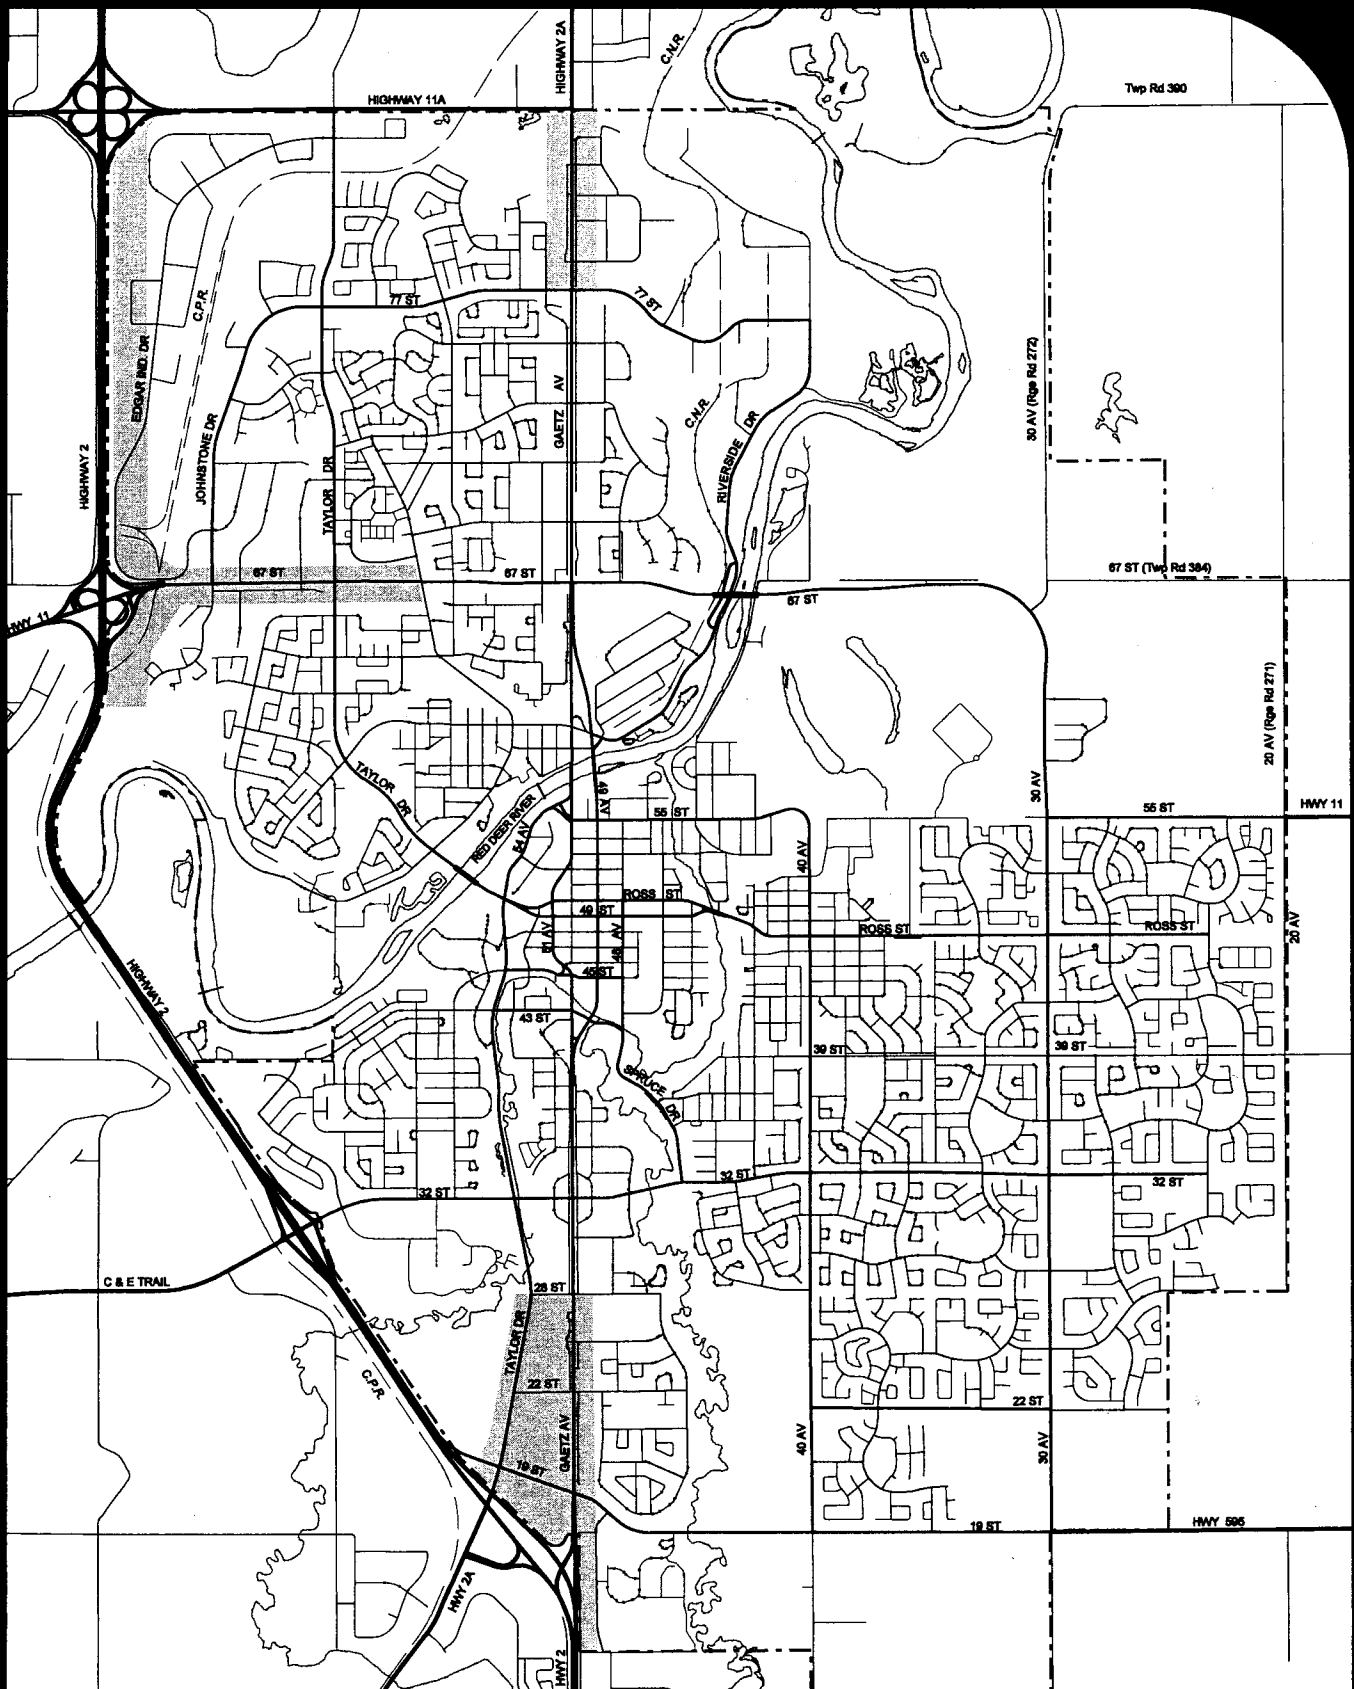 HIGHWAY 2A
C.N.R.
Twp Rd 390
HIGHWAY 11A
77 ST
77 ST
C.P.R.
EDGAR IND. DR
30 AV (Rge Rd 272)
GAETZ AV
C.N.R.
RIVERSIDE DR
JOHNSTONE DR
HIGHWAY 2
TAYLOR DR
67 ST
67 ST
67 ST (Twp Rd 384)
67 ST
HWY 11
20 AV (Rge Rd 271)
TAYLOR DR
49 AV
30 AV
55 ST
55 ST
HWY 11
RED DEER RIVER
54 AV
40 AV
ROSS ST
49 ST
ROSS ST
ROSS ST
20 AV
51 AV
48 AV
45 ST
HIGHWAY 2
43 ST
39 ST
39 ST
SPRUCE DR
32 ST
32 ST
32 ST
C & E TRAIL
28 ST
TAYLOR DR
22 ST
C.P.R.
22 ST
GAETZ AV
40 AV
30 AV
19 ST
19 ST
HWY 595
HWY 2A
HWY 2